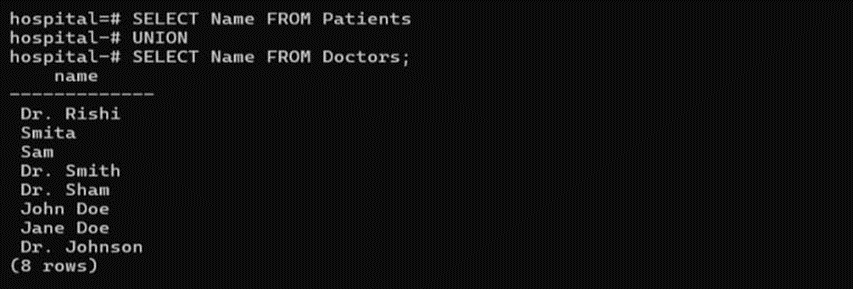 hospital=# SELECT Name FROM Patients
hospital-# UNION
hospital-# SELECT Name FROM Doctors;
name
-------------
Dr. Rishi
Smita
Sam
Dr. Smith
Dr. Sham
John Doe
Jane Doe
Dr. Johnson
(8 rows)